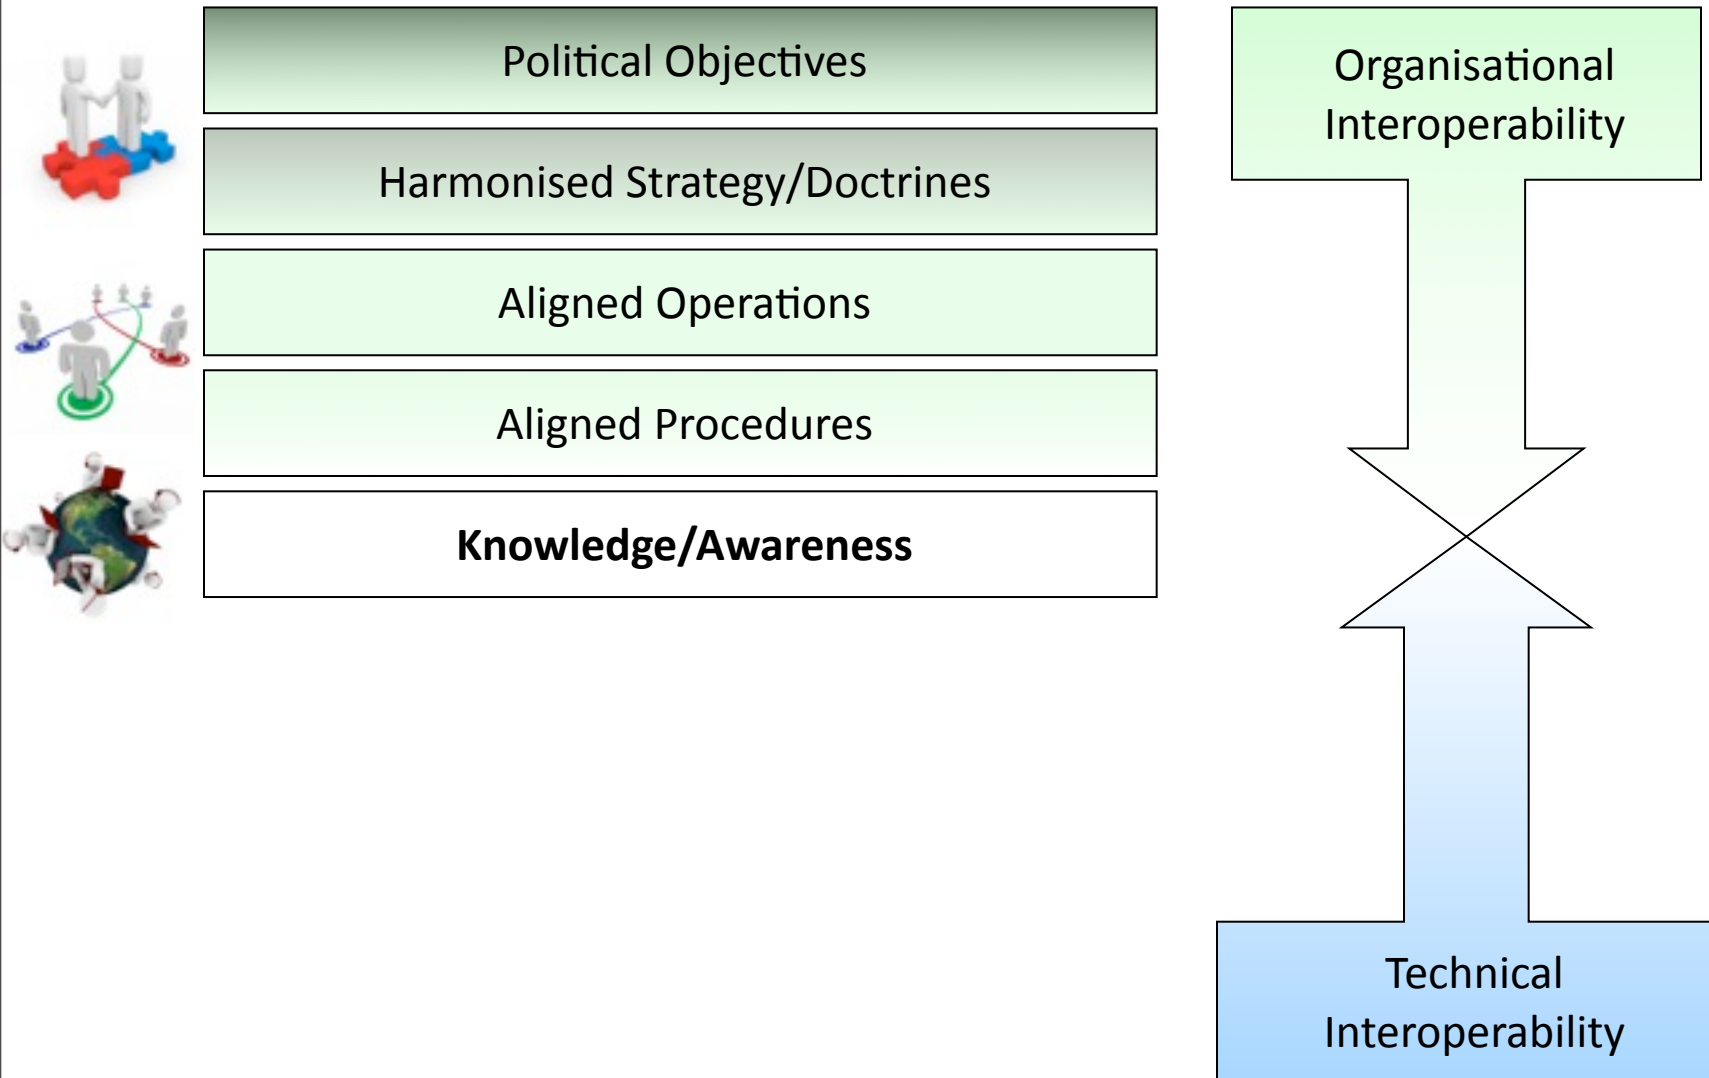 Political Objectives
Harmonised Strategy/Doctrines
Aligned Operations
Aligned Procedures
Knowledge/Awareness
Organisational
Interoperability
Technical
Interoperability